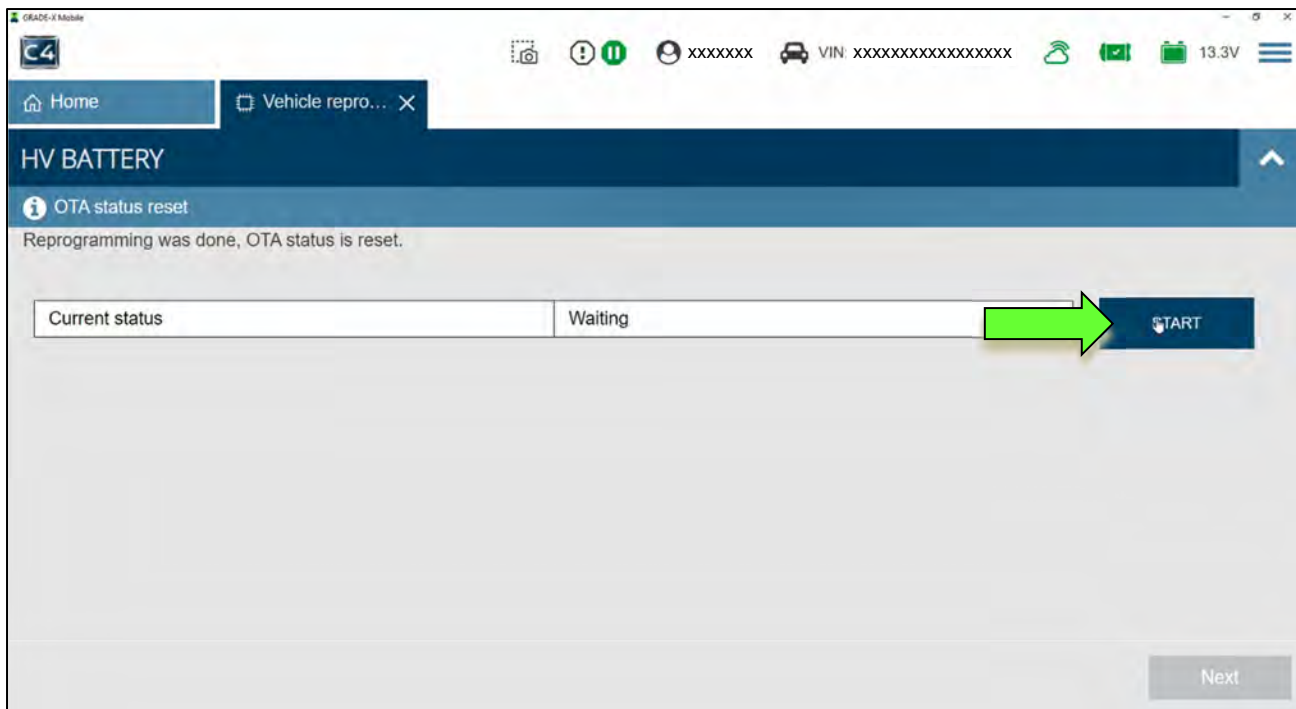 GRADE-X Mobile
C4
xxxxxxx VIN: xxxxxxxxxxxxxxxxx 13.3V
Home Vehicle repro...
HV BATTERY
OTA status reset
Reprogramming was done, OTA status is reset.
Current status Waiting START
Next